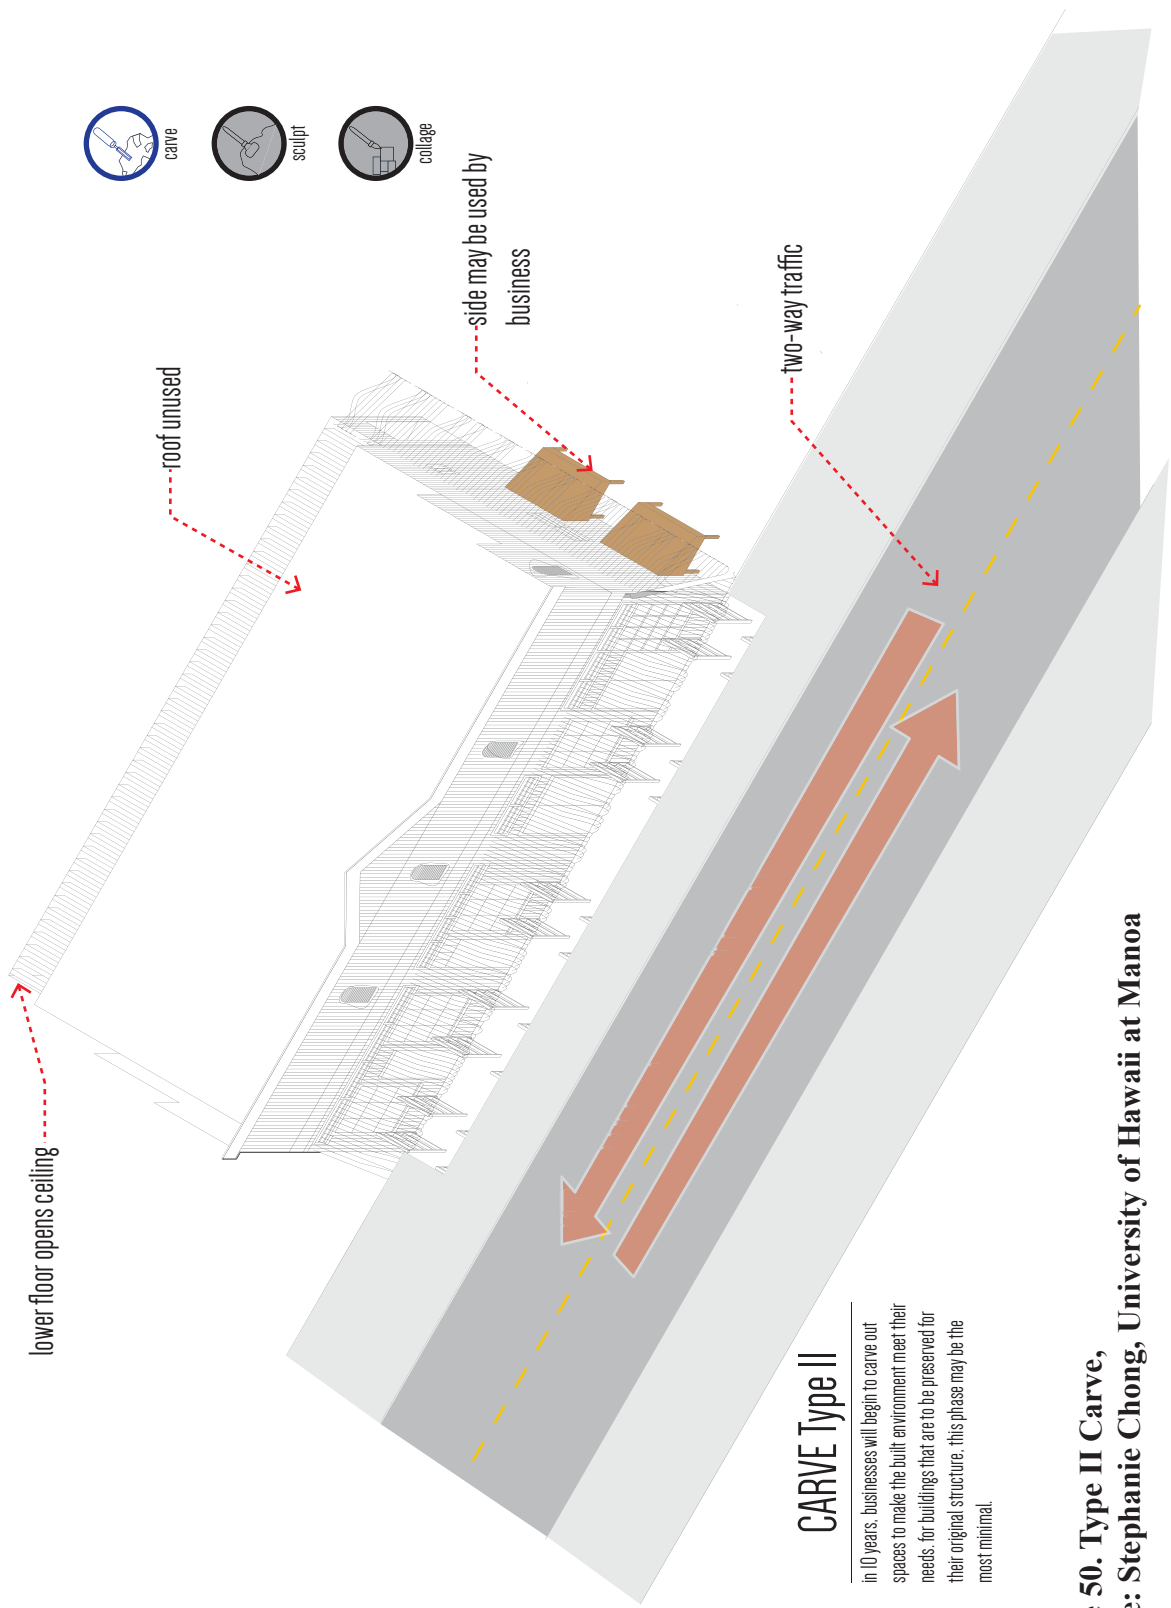 lower floor opens ceiling
roof unused
carve
sculpt
collage
side may be used by
business
two-way traffic
CARVE Type II
in 10 years, businesses will begin to carve out
spaces to make the built environment meet their
needs. for buildings that are to be preserved for
their original structure, this phase may be the
most minimal.
50. Type II Carve,
e: Stephanie Chong, University of Hawaii at Manoa